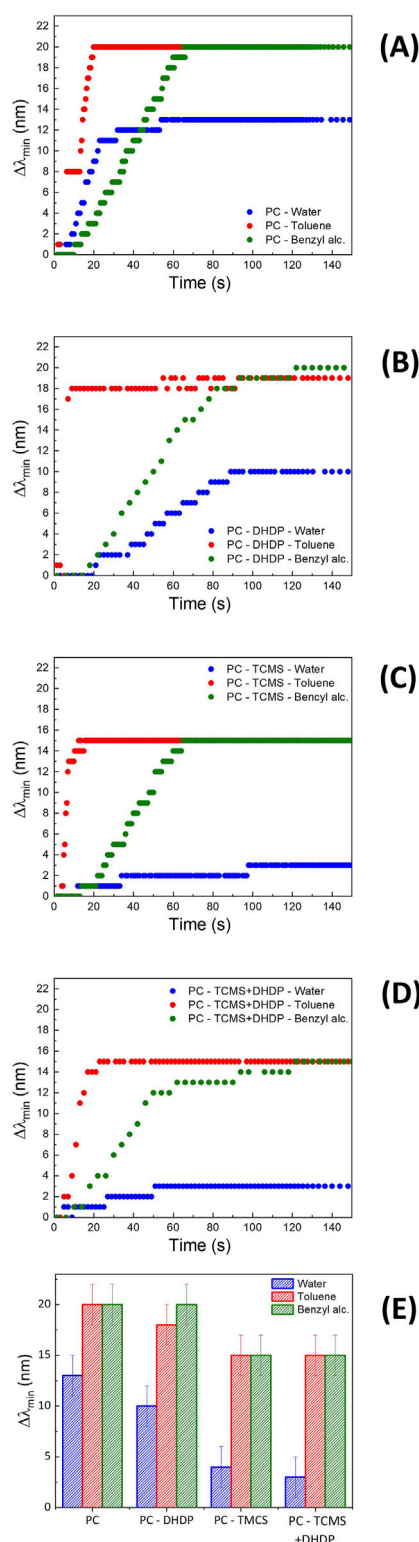 (A)
22
20
18
16
14
12
10
8
6
4
2
0
Δλmin (nm)
PC - Water
PC - Toluene
PC - Benzyl alc.
0 20 40 60 80 100 120 140
Time (s)
(B)
22
20
18
16
14
12
10
8
6
4
2
0
Δλmin (nm)
PC - DHDP - Water
PC - DHDP - Toluene
PC - DHDP - Benzyl alc.
0 20 40 60 80 100 120 140
Time (s)
(C)
22
20
18
16
14
12
10
8
6
4
2
0
Δλmin (nm)
PC - TCMS - Water
PC - TCMS - Toluene
PC - TCMS - Bencyl alc.
0 20 40 60 80 100 120 140
Time (s)
(D)
22
20
18
16
14
12
10
8
6
4
2
0
Δλmin (nm)
PC - TCMS+DHDP - Water
PC - TCMS+DHDP - Toluene
PC - TCMS+DHDP - Benzyl alc.
0 20 40 60 80 100 120 140
Time (s)
(E)
20
15
10
5
0
Δλmin (nm)
Water
Toluene
Benzyl alc.
PC PC - DHDP PC - TMCS PC - TCMS
+DHDP